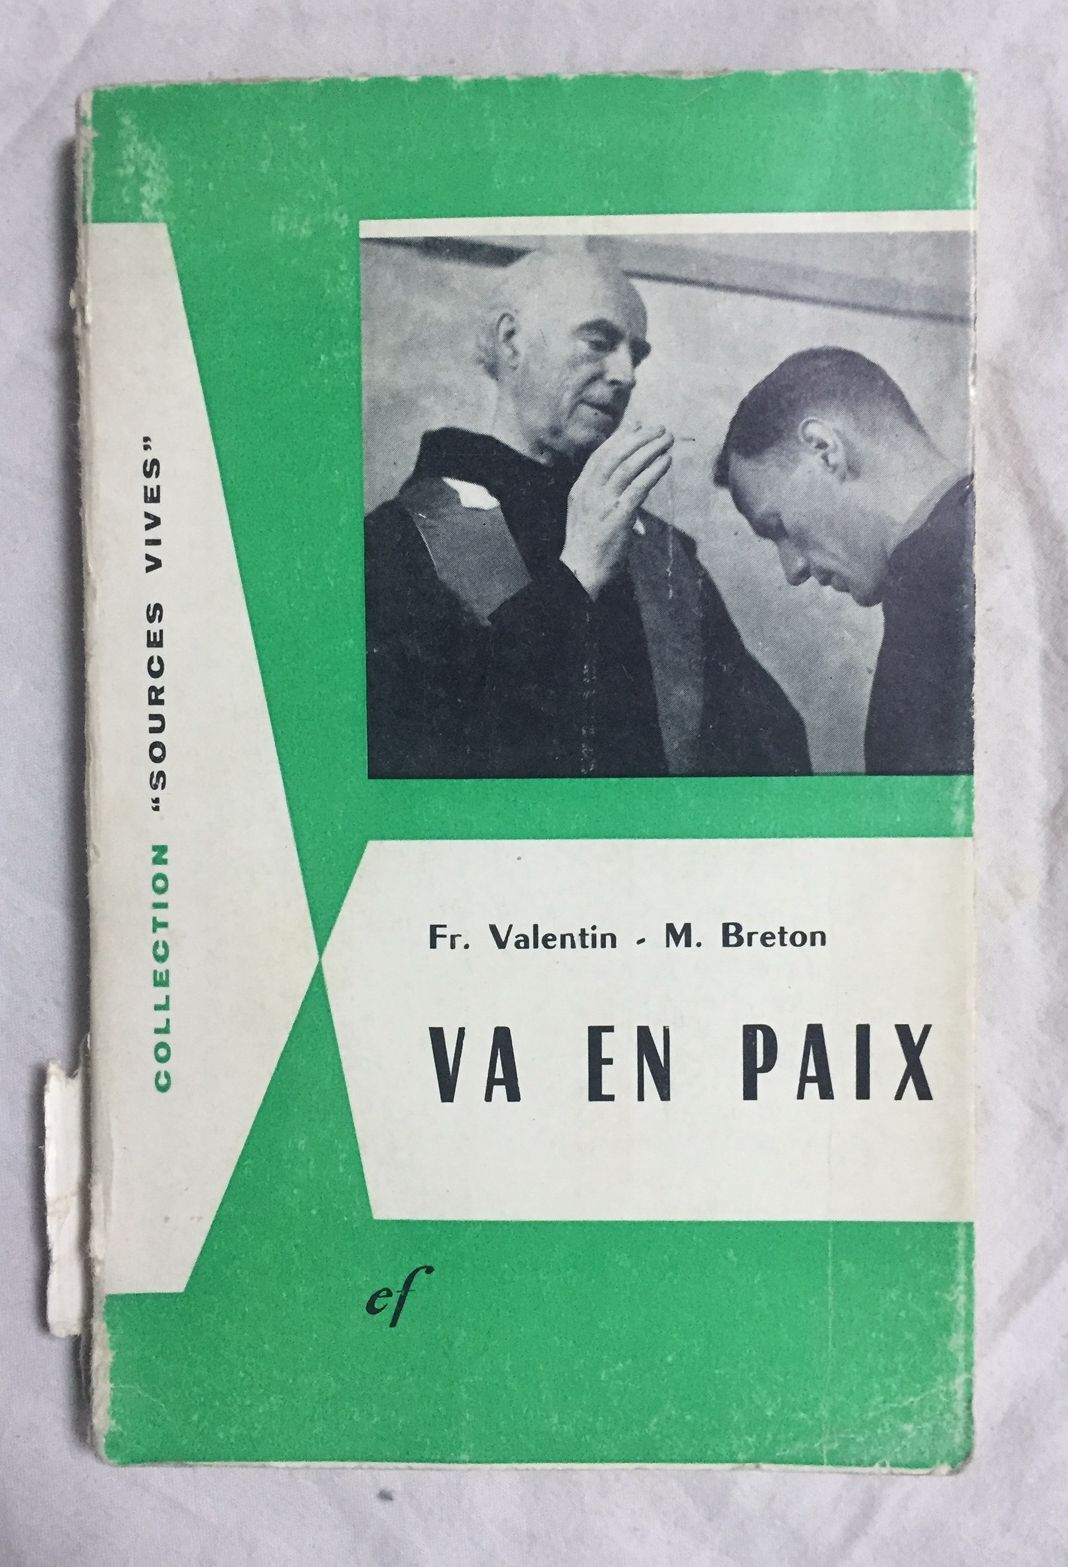 COLLECTION “SOURCES VIVES”
Fr. Valentin - M. Breton
VA EN PAIX
ef